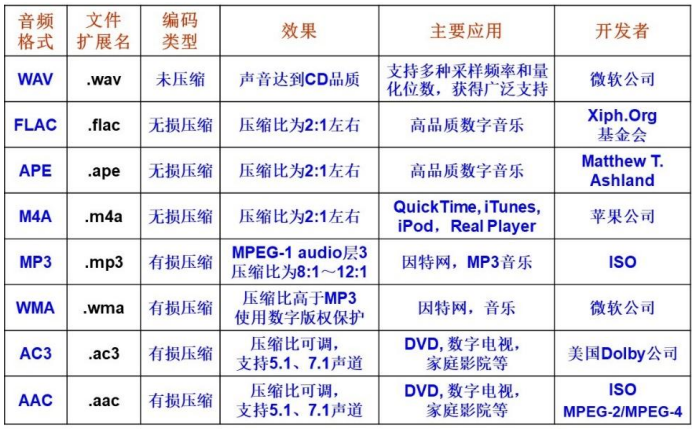 音频格式 文件扩展名 编码类型 效果 主要应用 开发者
WAV .wav 未压缩 声音达到CD品质 支持多种采样频率和量化位数，获得广泛支持 微软公司
FLAC .flac 无损压缩 压缩比为2:1左右 高品质数字音乐 Xiph.Org 基金会
APE .ape 无损压缩 压缩比为2:1左右 高品质数字音乐 Matthew T. Ashland
M4A .m4a 无损压缩 压缩比为2:1左右 QuickTime, iTunes, iPod，Real Player 苹果公司
MP3 .mp3 有损压缩 MPEG-1 audio层3 压缩比为8:1～12:1 因特网，MP3音乐 ISO
WMA .wma 有损压缩 压缩比高于MP3 使用数字版权保护 因特网，音乐 微软公司
AC3 .ac3 有损压缩 压缩比可调，支持5.1、7.1声道 DVD, 数字电视，家庭影院等 美国Dolby公司
AAC .aac 有损压缩 压缩比可调，支持5.1、7.1声道 DVD, 数字电视，家庭影院等 ISO MPEG-2/MPEG-4